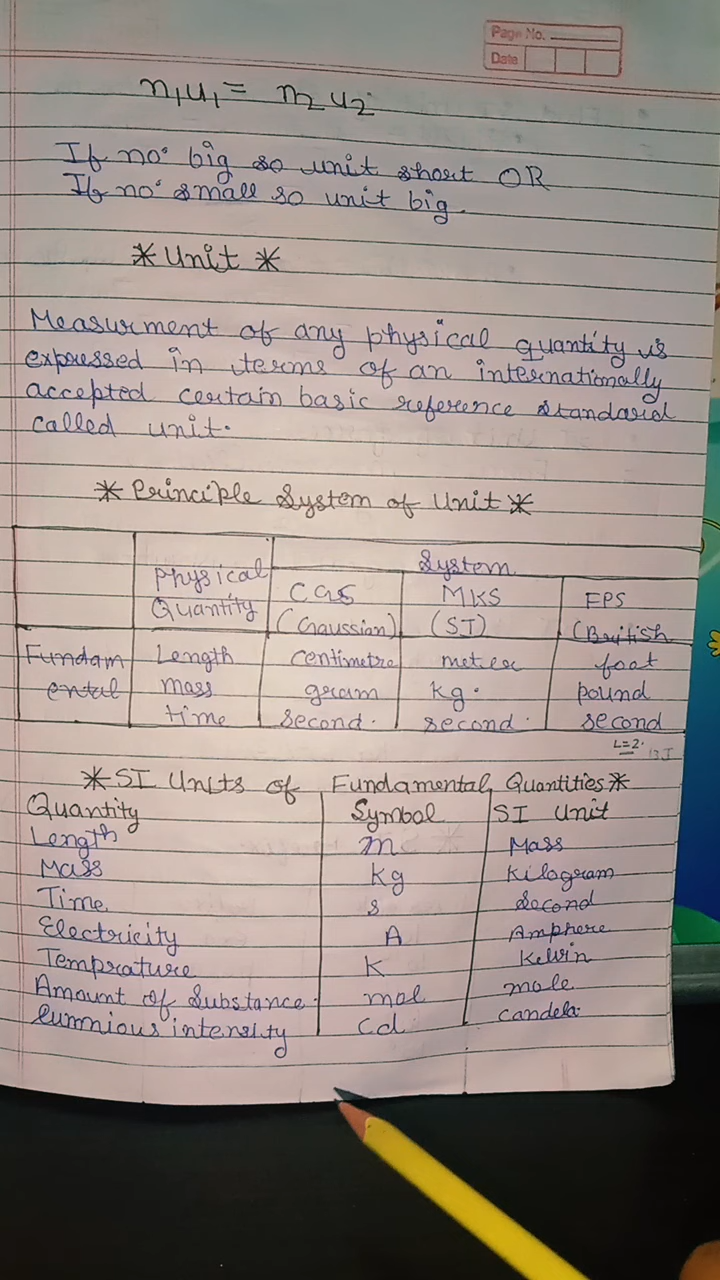 Page No.
Date
n₁u₁ = n₂u₂
If no. big so unit short OR
If no. small so unit big.
* Unit *
Measurment of any physical quantity is
expressed in terms of an internationally
accepted certain basic reference standard
called unit.
* Principle System of Unit *
System
Physical Quantity CGS (Gaussian) MKS (SI) FPS (British
Fundam Length centimetre meter foot
ental mass gram kg. pound
time second. second. second
L=2.
* SI Units of Fundamental Quantities *
Quantity Symbol SI Unit
Length m Mass
Mass kg Kilogram
Time s Second
Electricity A Amphere
Temprature K Kelvin
Amount of Substance. mol mole
lumnious intensity Cd candela.